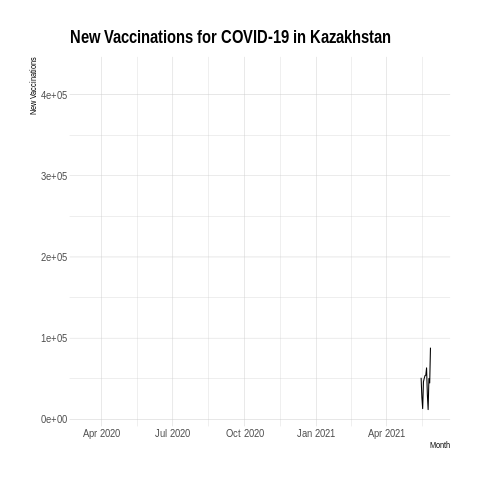 New Vaccinations for COVID-19 in Kazakhstan
New Vaccinations
4e+05
3e+05
2e+05
1e+05
0e+00
Apr 2020 Jul 2020 Oct 2020 Jan 2021 Apr 2021
Month